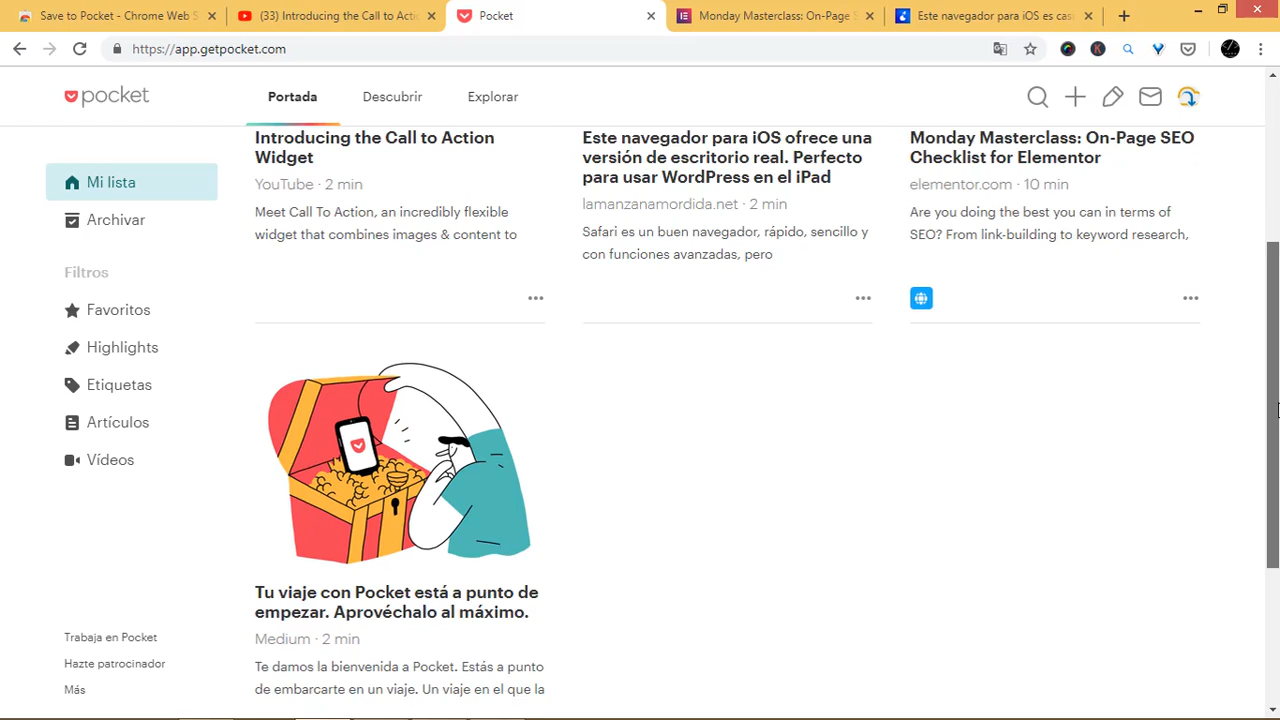 Save to Pocket - Chrome Web S
(33) Introducing the Call to Actio
Pocket
Monday Masterclass: On-Page S
Este navegador para iOS es casi
https://app.getpocket.com
pocket
Portada
Descubrir
Explorar
Mi lista
Archivar
Filtros
Favoritos
Highlights
Etiquetas
Artículos
Vídeos
Trabaja en Pocket
Hazte patrocinador
Más
Introducing the Call to Action
Widget
YouTube · 2 min
Meet Call To Action, an incredibly flexible
widget that combines images & content to
Este navegador para iOS ofrece una
versión de escritorio real. Perfecto
para usar WordPress en el iPad
lamanzanamordida.net · 2 min
Safari es un buen navegador, rápido, sencillo y
con funciones avanzadas, pero
Monday Masterclass: On-Page SEO
Checklist for Elementor
elementor.com · 10 min
Are you doing the best you can in terms of
SEO? From link-building to keyword research,
Tu viaje con Pocket está a punto de
empezar. Aprovéchalo al máximo.
Medium · 2 min
Te damos la bienvenida a Pocket. Estás a punto
de embarcarte en un viaje. Un viaje en el que la